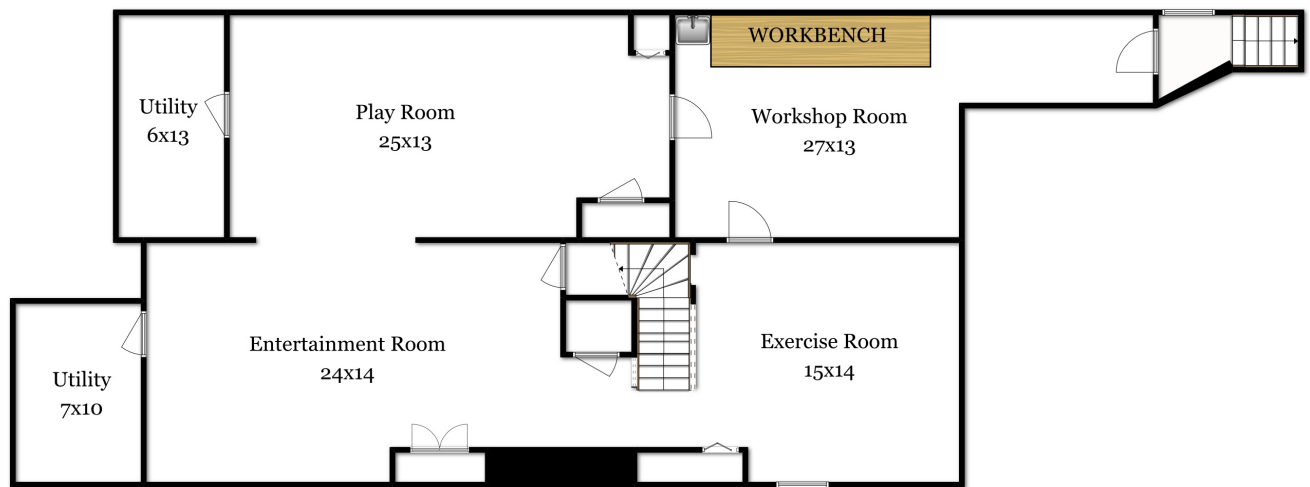 WORKBENCH
Utility
6x13
Play Room
25x13
Workshop Room
27x13
Entertainment Room
24x14
Exercise Room
15x14
Utility
7x10